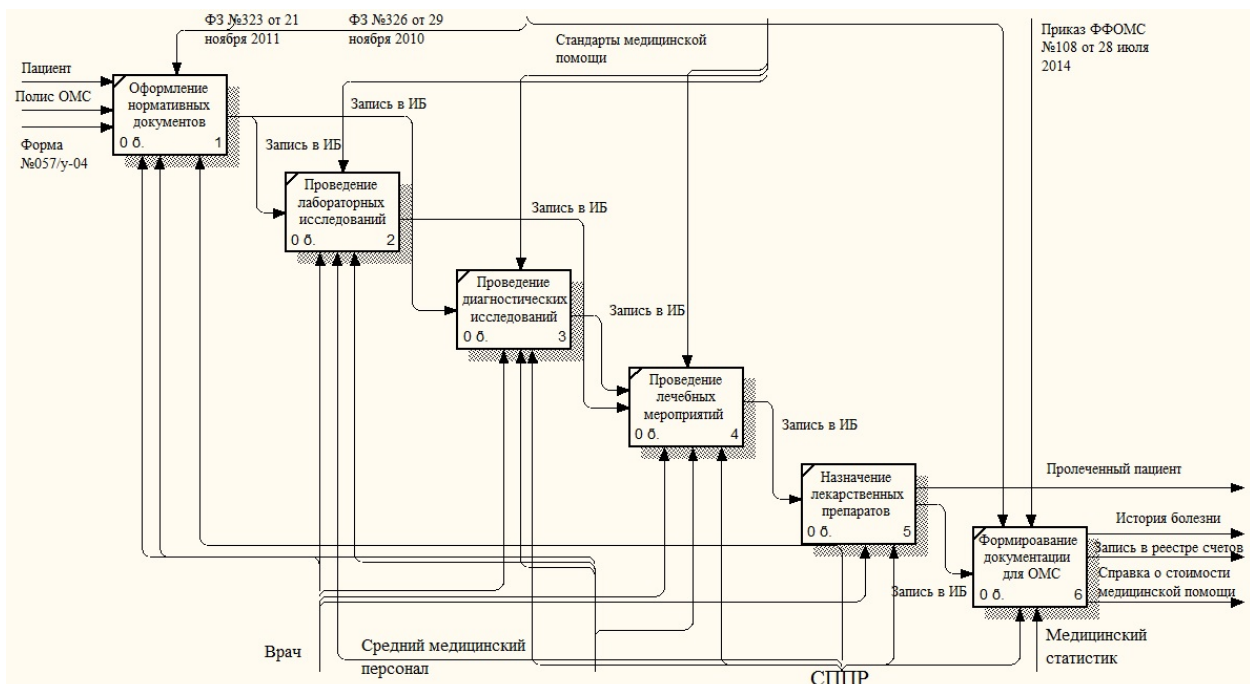 ФЗ №323 от 21
ноября 2011
ФЗ №326 от 29
ноября 2010
Стандарты медицинской
помощи
Приказ ФФОМС
№108 от 28 июля
2014
Пациент
Полис ОМС
Форма
№057/у-04
Оформление
нормативных
документов
0 б. 1
Запись в ИБ
Запись в ИБ
Проведение
лабораторных
исследований
0 б. 2
Запись в ИБ
Проведение
диагностических
исследований
0 б. 3
Запись в ИБ
Проведение
лечебных
мероприятий
0 б. 4
Запись в ИБ
Назначение
лекарственных
препаратов
0 б. 5
Пролеченный пациент
Формироавание
документации
для ОМС
0 б. 6
История болезни
Запись в реестре счетов
Справка о стоимости
медицинской помощи
Запись в ИБ
Врач
Средний медицинский
персонал
СППР
Медицинский
статистик